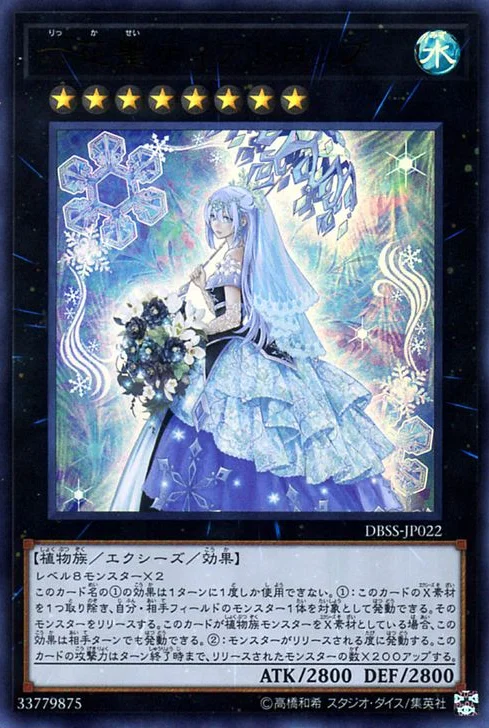 りっ か せい
水
DBSS-JP022
【植物族／エクシーズ／効果】
レベル８モンスター×２
このカード名の①の効果は１ターンに１度しか使用できない。①：このカードのＸ素材
を１つ取り除き、自分・相手フィールドのモンスター１体を対象として発動できる。その
モンスターをリリースする。このカードが植物族モンスターをＸ素材としている場合、この
効果は相手ターンでも発動できる。②：モンスターがリリースされる度に発動する。この
カードの攻撃力はターン終了時まで、リリースされたモンスターの数×２００アップする。
ATK/2800 DEF/2800
33779875
©高橋和希 スタジオ・ダイス/集英社